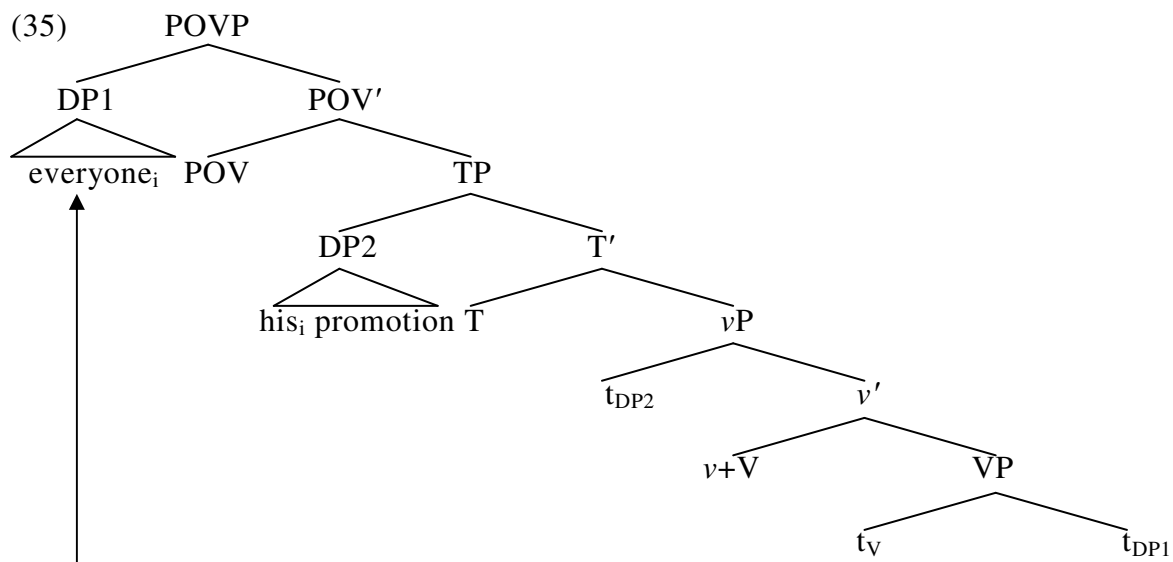 (35) POVP
DP1 POV′
everyoneᵢ POV TP
DP2 T′
hisᵢ promotion T vP
t_DP2 v′
v+V VP
t_V t_DP1